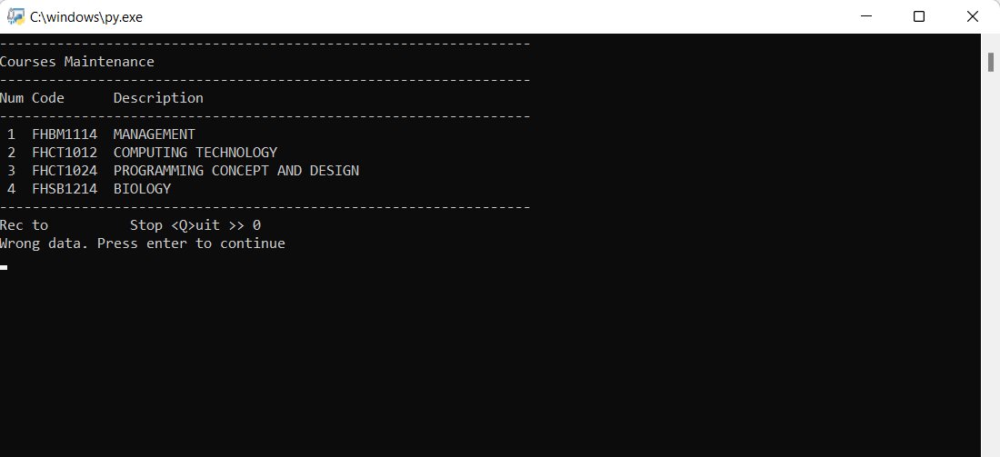 C:\windows\py.exe
-----------------------------------------------------------------
Courses Maintenance
-----------------------------------------------------------------
Num Code      Description
-----------------------------------------------------------------
 1  FHBM1114  MANAGEMENT
 2  FHCT1012  COMPUTING TECHNOLOGY
 3  FHCT1024  PROGRAMMING CONCEPT AND DESIGN
 4  FHSB1214  BIOLOGY
-----------------------------------------------------------------
Rec to          Stop <Q>uit >> 0
Wrong data. Press enter to continue